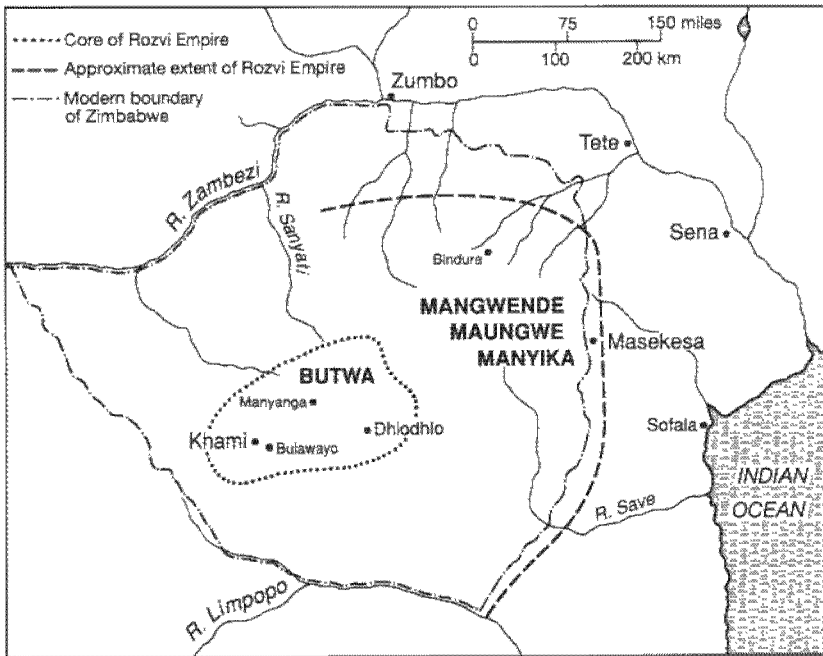 Core of Rozvi Empire
Approximate extent of Rozvi Empire
Modern boundary
of Zimbabwe
0 75 150 miles
0 100 200 km
Zumbo
Tete
R. Zambezi
R. Sanyati
Sena
Bindura
MANGWENDE
MAUNGWE
MANYIKA
Masekesa
BUTWA
Manyanga
Dhlodhlo
Khami
Bulawayo
Sofala
INDIAN
OCEAN
R. Save
R. Limpopo